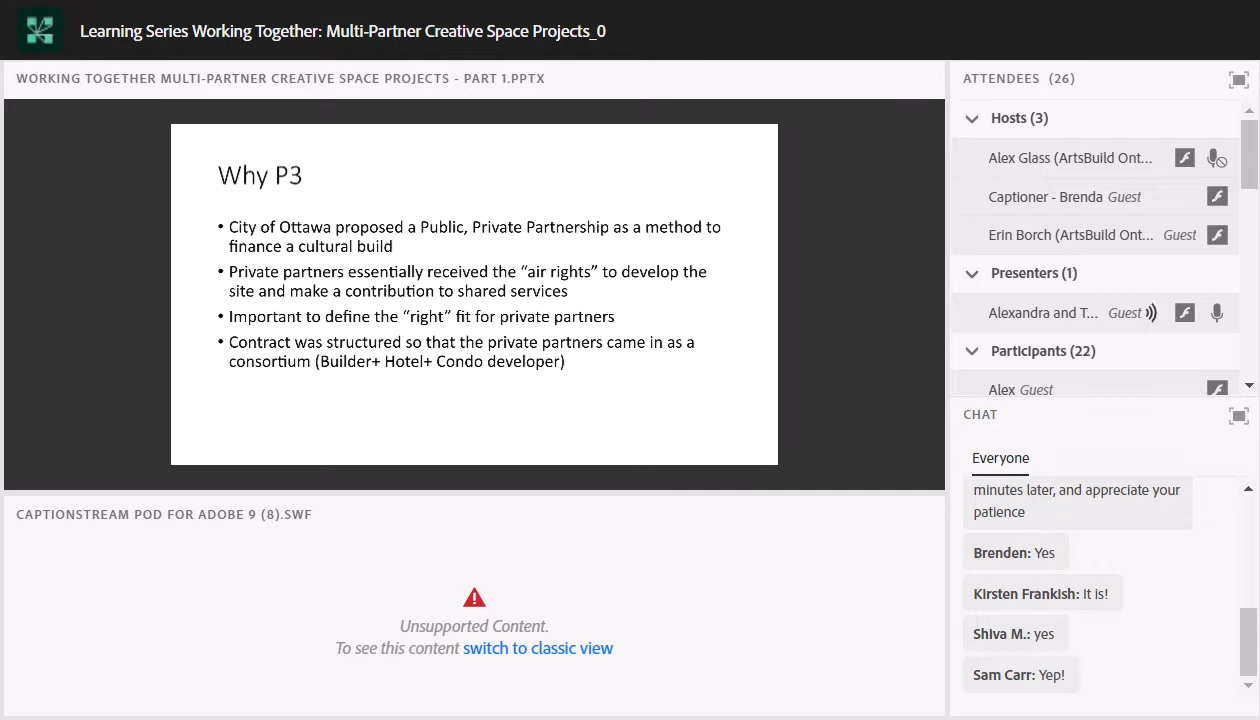 Learning Series Working Together: Multi-Partner Creative Space Projects_0
WORKING TOGETHER MULTI-PARTNER CREATIVE SPACE PROJECTS - PART 1.PPTX
Why P3
• City of Ottawa proposed a Public, Private Partnership as a method to
finance a cultural build
• Private partners essentially received the “air rights” to develop the
site and make a contribution to shared services
• Important to define the “right” fit for private partners
• Contract was structured so that the private partners came in as a
consortium (Builder+ Hotel+ Condo developer)
CAPTIONSTREAM POD FOR ADOBE 9 (8).SWF
Unsupported Content.
To see this content switch to classic view
ATTENDEES (26)
Hosts (3)
Alex Glass (ArtsBuild Ont...
Captioner - Brenda Guest
Erin Borch (ArtsBuild Ont... Guest
Presenters (1)
Alexandra and T... Guest
Participants (22)
Alex Guest
CHAT
Everyone
minutes later, and appreciate your
patience
Brenden: Yes
Kirsten Frankish: It is!
Shiva M.: yes
Sam Carr: Yep!